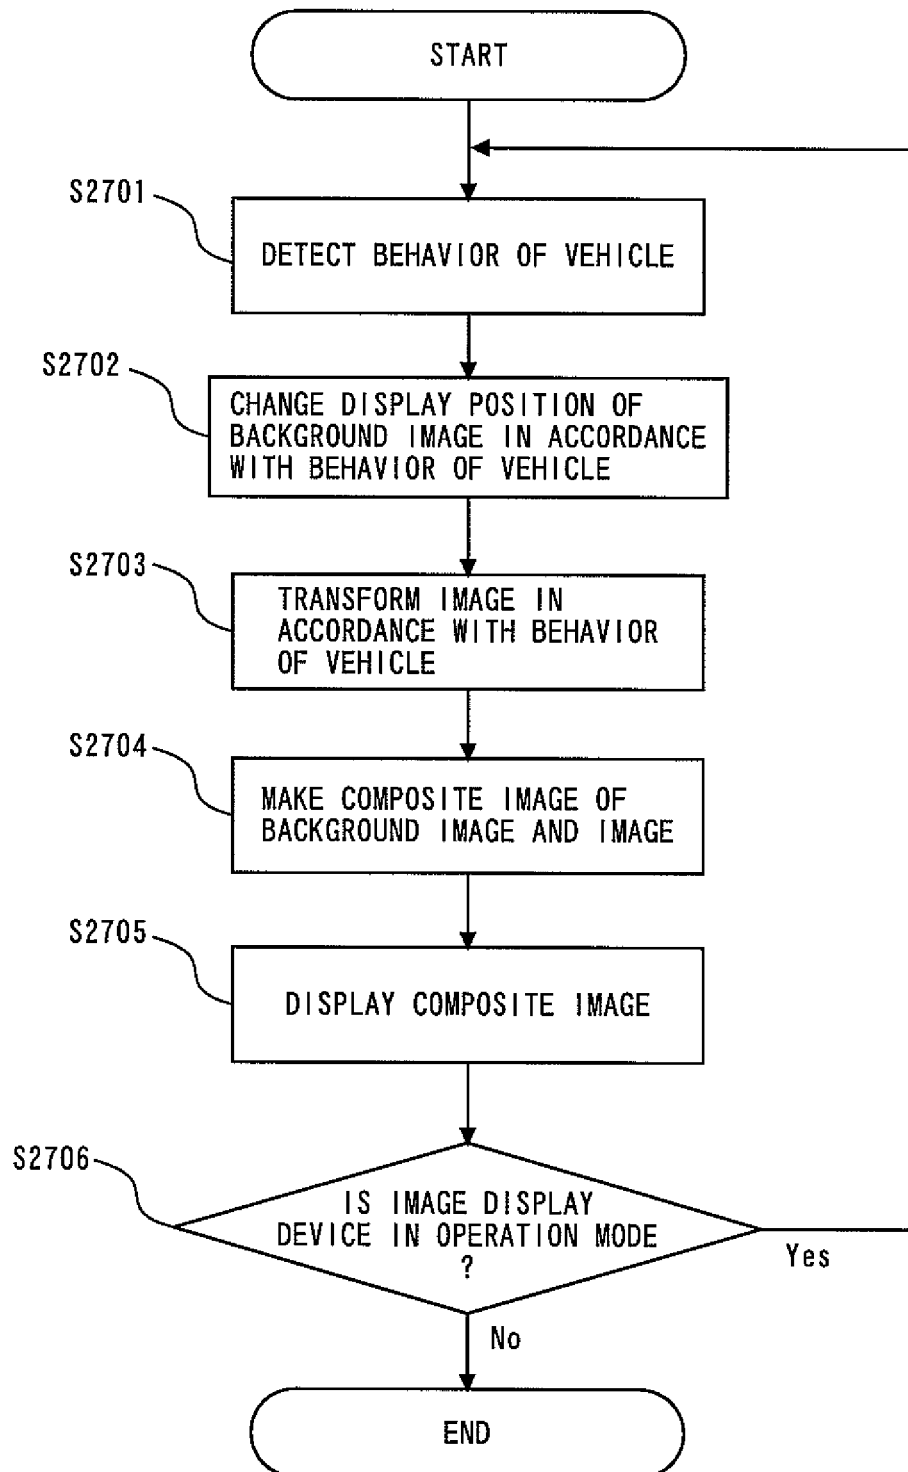 START
S2701
DETECT BEHAVIOR OF VEHICLE
S2702
CHANGE DISPLAY POSITION OF
BACKGROUND IMAGE IN ACCORDANCE
WITH BEHAVIOR OF VEHICLE
S2703
TRANSFORM IMAGE IN
ACCORDANCE WITH BEHAVIOR
OF VEHICLE
S2704
MAKE COMPOSITE IMAGE OF
BACKGROUND IMAGE AND IMAGE
S2705
DISPLAY COMPOSITE IMAGE
S2706
IS IMAGE DISPLAY
DEVICE IN OPERATION MODE
?
Yes
No
END